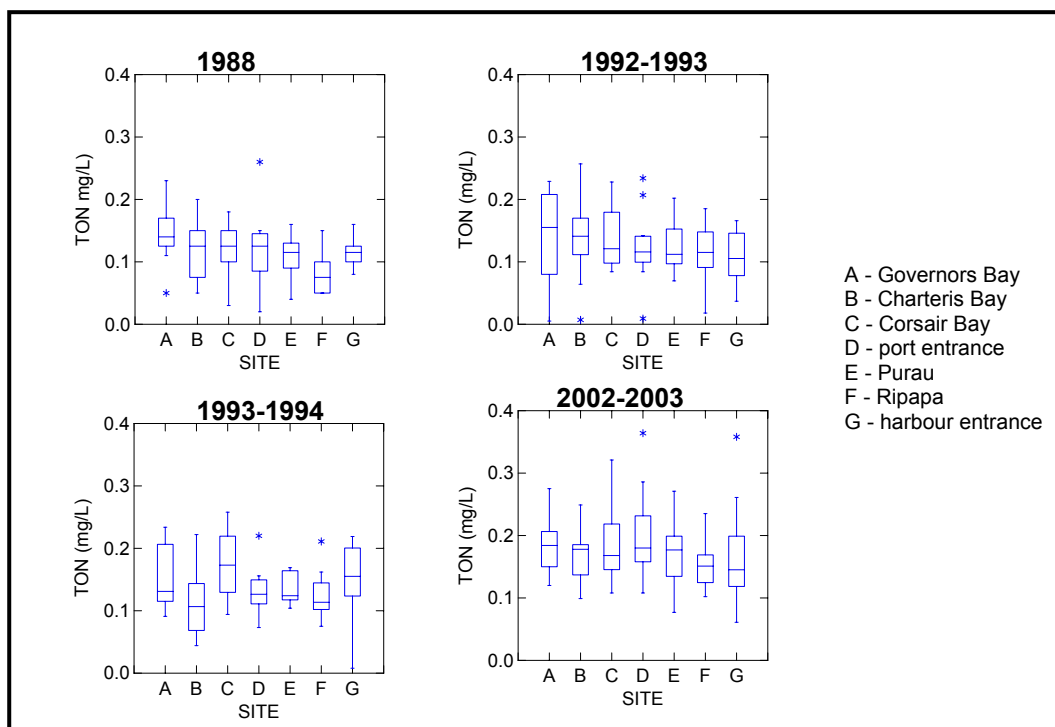 1988
0.4
0.3
0.2
0.1
0.0
TON mg/L)
A B C D E F G
SITE
1992-1993
0.4
0.3
0.2
0.1
0.0
TON (mg/L)
A B C D E F G
SITE
1993-1994
0.4
0.3
0.2
0.1
0.0
TON (mg/L)
A B C D E F G
SITE
2002-2003
0.4
0.3
0.2
0.1
0.0
TON (mg/L)
A B C D E F G
SITE
A - Governors Bay
B - Charteris Bay
C - Corsair Bay
D - port entrance
E - Purau
F - Ripapa
G - harbour entrance